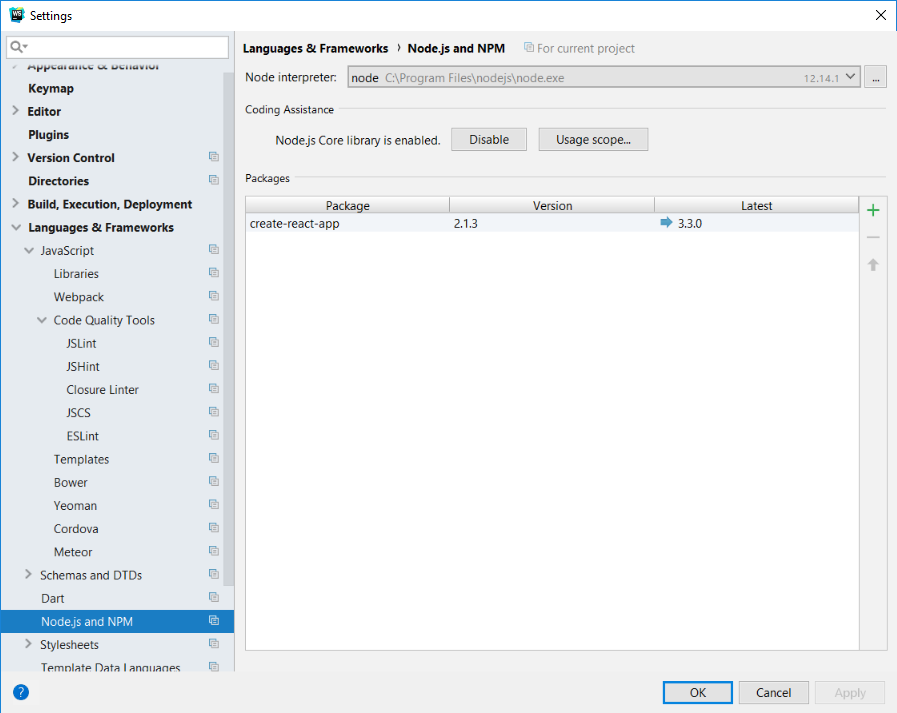 WS Settings
Appearance & Behavior
Keymap
Editor
Plugins
Version Control
Directories
Build, Execution, Deployment
Languages & Frameworks
JavaScript
Libraries
Webpack
Code Quality Tools
JSLint
JSHint
Closure Linter
JSCS
ESLint
Templates
Bower
Yeoman
Cordova
Meteor
Schemas and DTDs
Dart
Node.js and NPM
Stylesheets
Template Data Languages
Languages & Frameworks › Node.js and NPM For current project
Node interpreter: node C:\Program Files\nodejs\node.exe 12.14.1 ...
Coding Assistance
Node.js Core library is enabled. Disable Usage scope...
Packages
Package Version Latest
create-react-app 2.1.3 3.3.0
? OK Cancel Apply